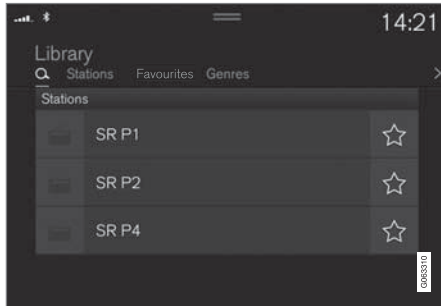 14:21
Library
Stations Favourites Genres
Stations
SR P1
SR P2
SR P4
G063310